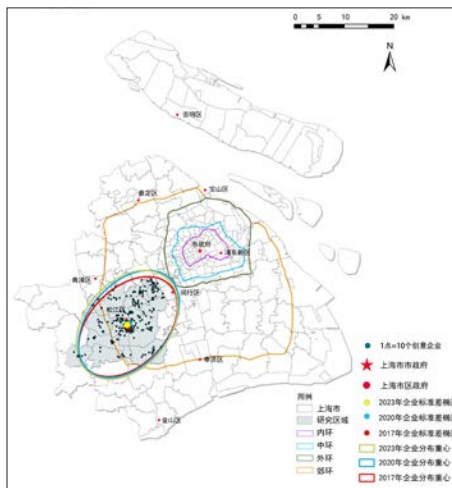 0 5 10 20
km
N
崇明区
宝山区
嘉定区
市政府
浦东新区
青浦区
闵行区
松江区
奉贤区
金山区
1点=10个创意企业
上海市市政府
上海市区政府
2023年企业标准差椭圆
2020年企业标准差椭圆
2017年企业标准差椭圆
2023年企业分布重心
2020年企业分布重心
2017年企业分布重心
图例
上海市
研究区域
内环
中环
外环
郊环